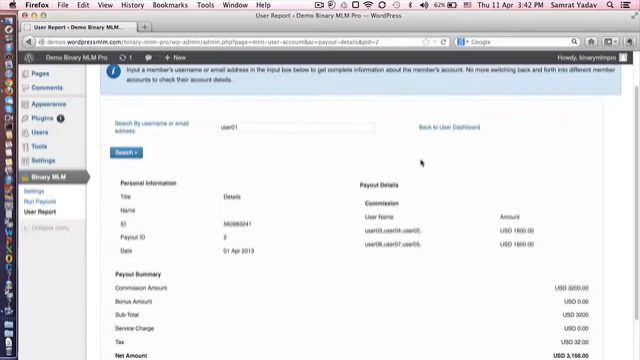 Firefox File Edit View History Bookmarks Tools Window Help
(62%) Thu 11 Apr 3:42 PM Samrat Yadav
User Report ‹ Demo Binary MLM Pro — WordPress
User Report ‹ Demo Binary MLM Pro...
demos.wordpressmlm.com/binary-mlm-pro/wp-admin/admin.php?page=mlm-user-account&ac=payout-details&pid=2
Google
Demo Binary MLM Pro 1 + New
Howdy, binarymlmpro
Input a member's username or email address in the input box below to get complete information about the member's account. No more switching back and forth into different member
accounts to check their account details.
Pages
Comments
Appearance
Plugins 1
Users
Tools
Settings
Binary MLM
Settings
Run Payouts
User Report
Collapse menu
Search By username or email
address:
user01
Back to User Dashboard
Search »
Personal Information
Title Details
Name
ID 560983241
Payout ID 2
Date 01 Apr 2013
Payout Details
Commission
User Name Amount
user03,user04,user02, USD 1600.00
user06,user07,user05, USD 1600.00
Payout Summary
Commission Amount USD 3200.00
Bonus Amount USD 0.00
Sub-Total USD 3200
Service Charge USD 0.00
Tax USD 32.00
Net Amount USD 3,168.00